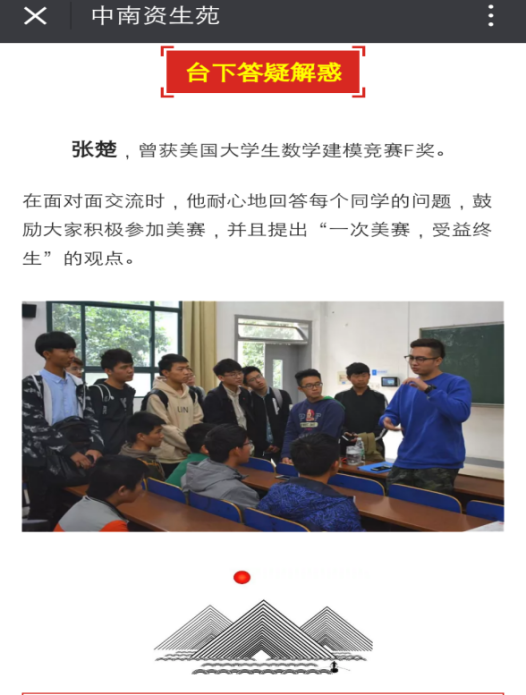 中南资生苑
台下答疑解惑
张楚，曾获美国大学生数学建模竞赛F奖。
在面对面交流时，他耐心地回答每个同学的问题，鼓
励大家积极参加美赛，并且提出“一次美赛，受益终
生”的观点。